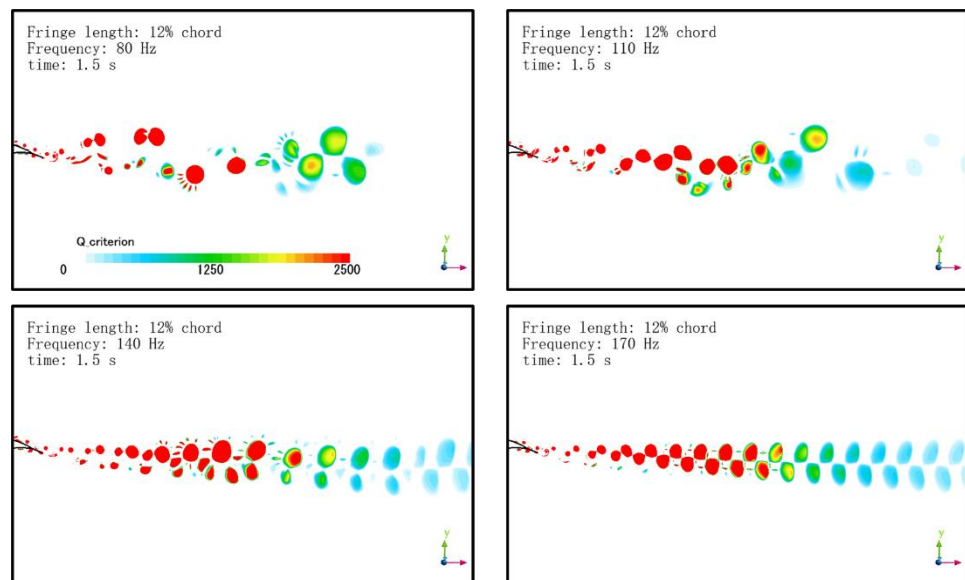 Fringe length: 12% chord
Frequency: 80 Hz
time: 1.5 s
Q_criterion
0 1250 2500
y
Fringe length: 12% chord
Frequency: 110 Hz
time: 1.5 s
y
Fringe length: 12% chord
Frequency: 140 Hz
time: 1.5 s
y
Fringe length: 12% chord
Frequency: 170 Hz
time: 1.5 s
y